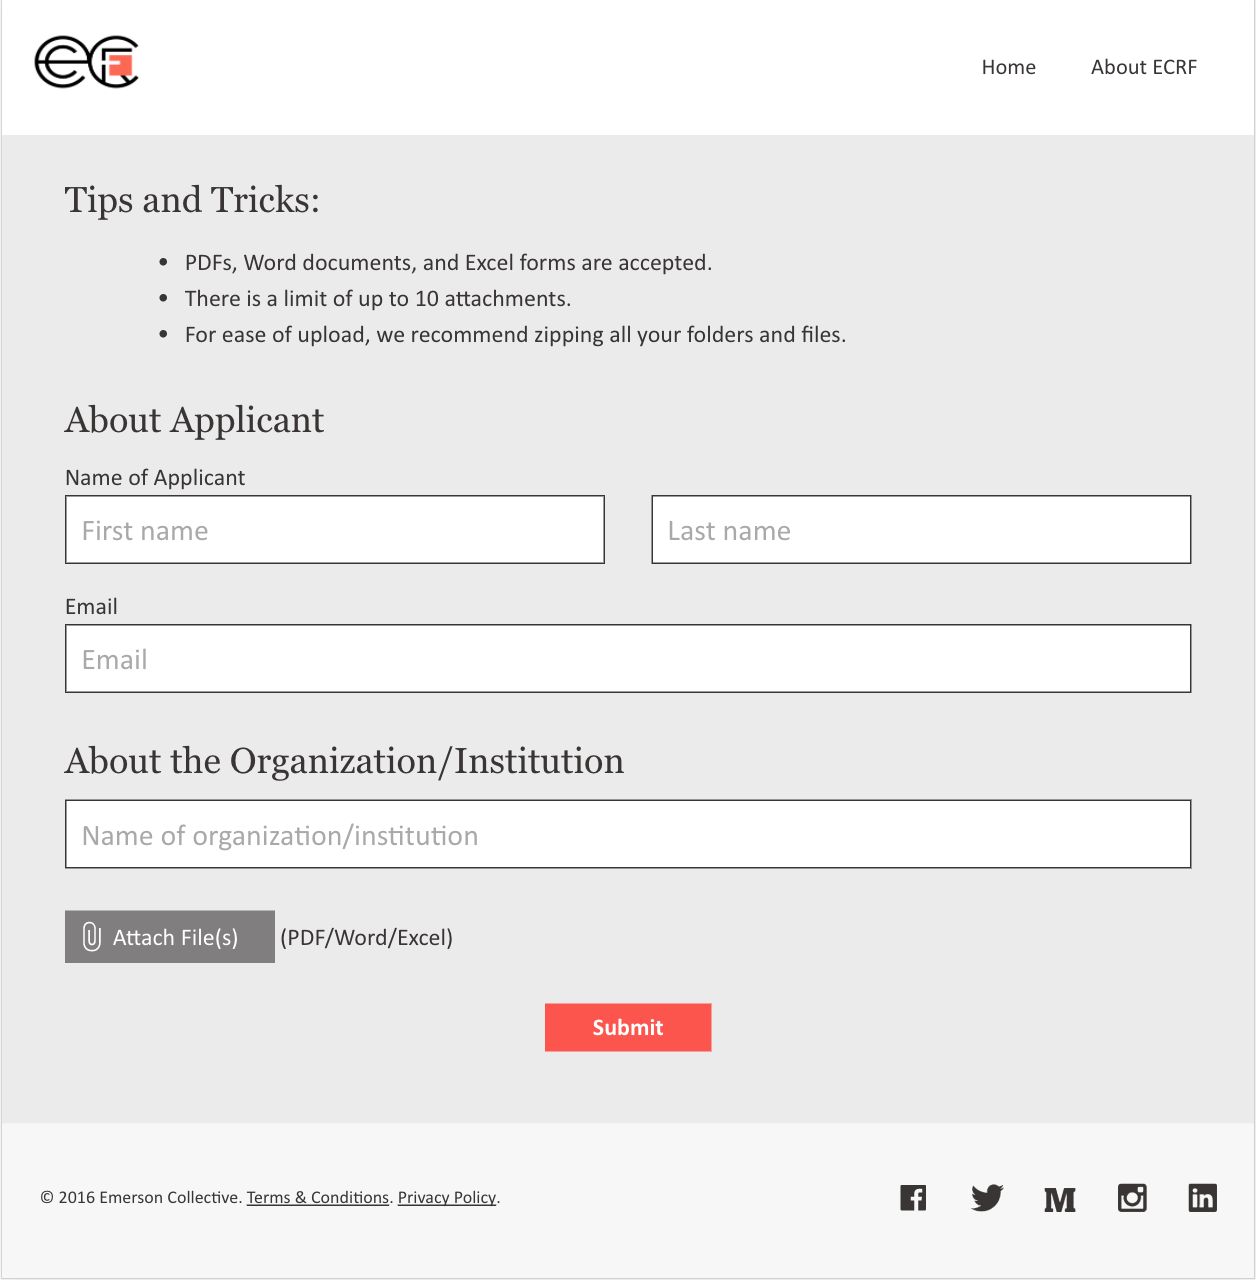 Home About ECRF
Tips and Tricks:
• PDFs, Word documents, and Excel forms are accepted.
• There is a limit of up to 10 attachments.
• For ease of upload, we recommend zipping all your folders and files.
About Applicant
Name of Applicant
First name Last name
Email
Email
About the Organization/Institution
Name of organization/institution
Attach File(s) (PDF/Word/Excel)
Submit
© 2016 Emerson Collective. Terms & Conditions. Privacy Policy.